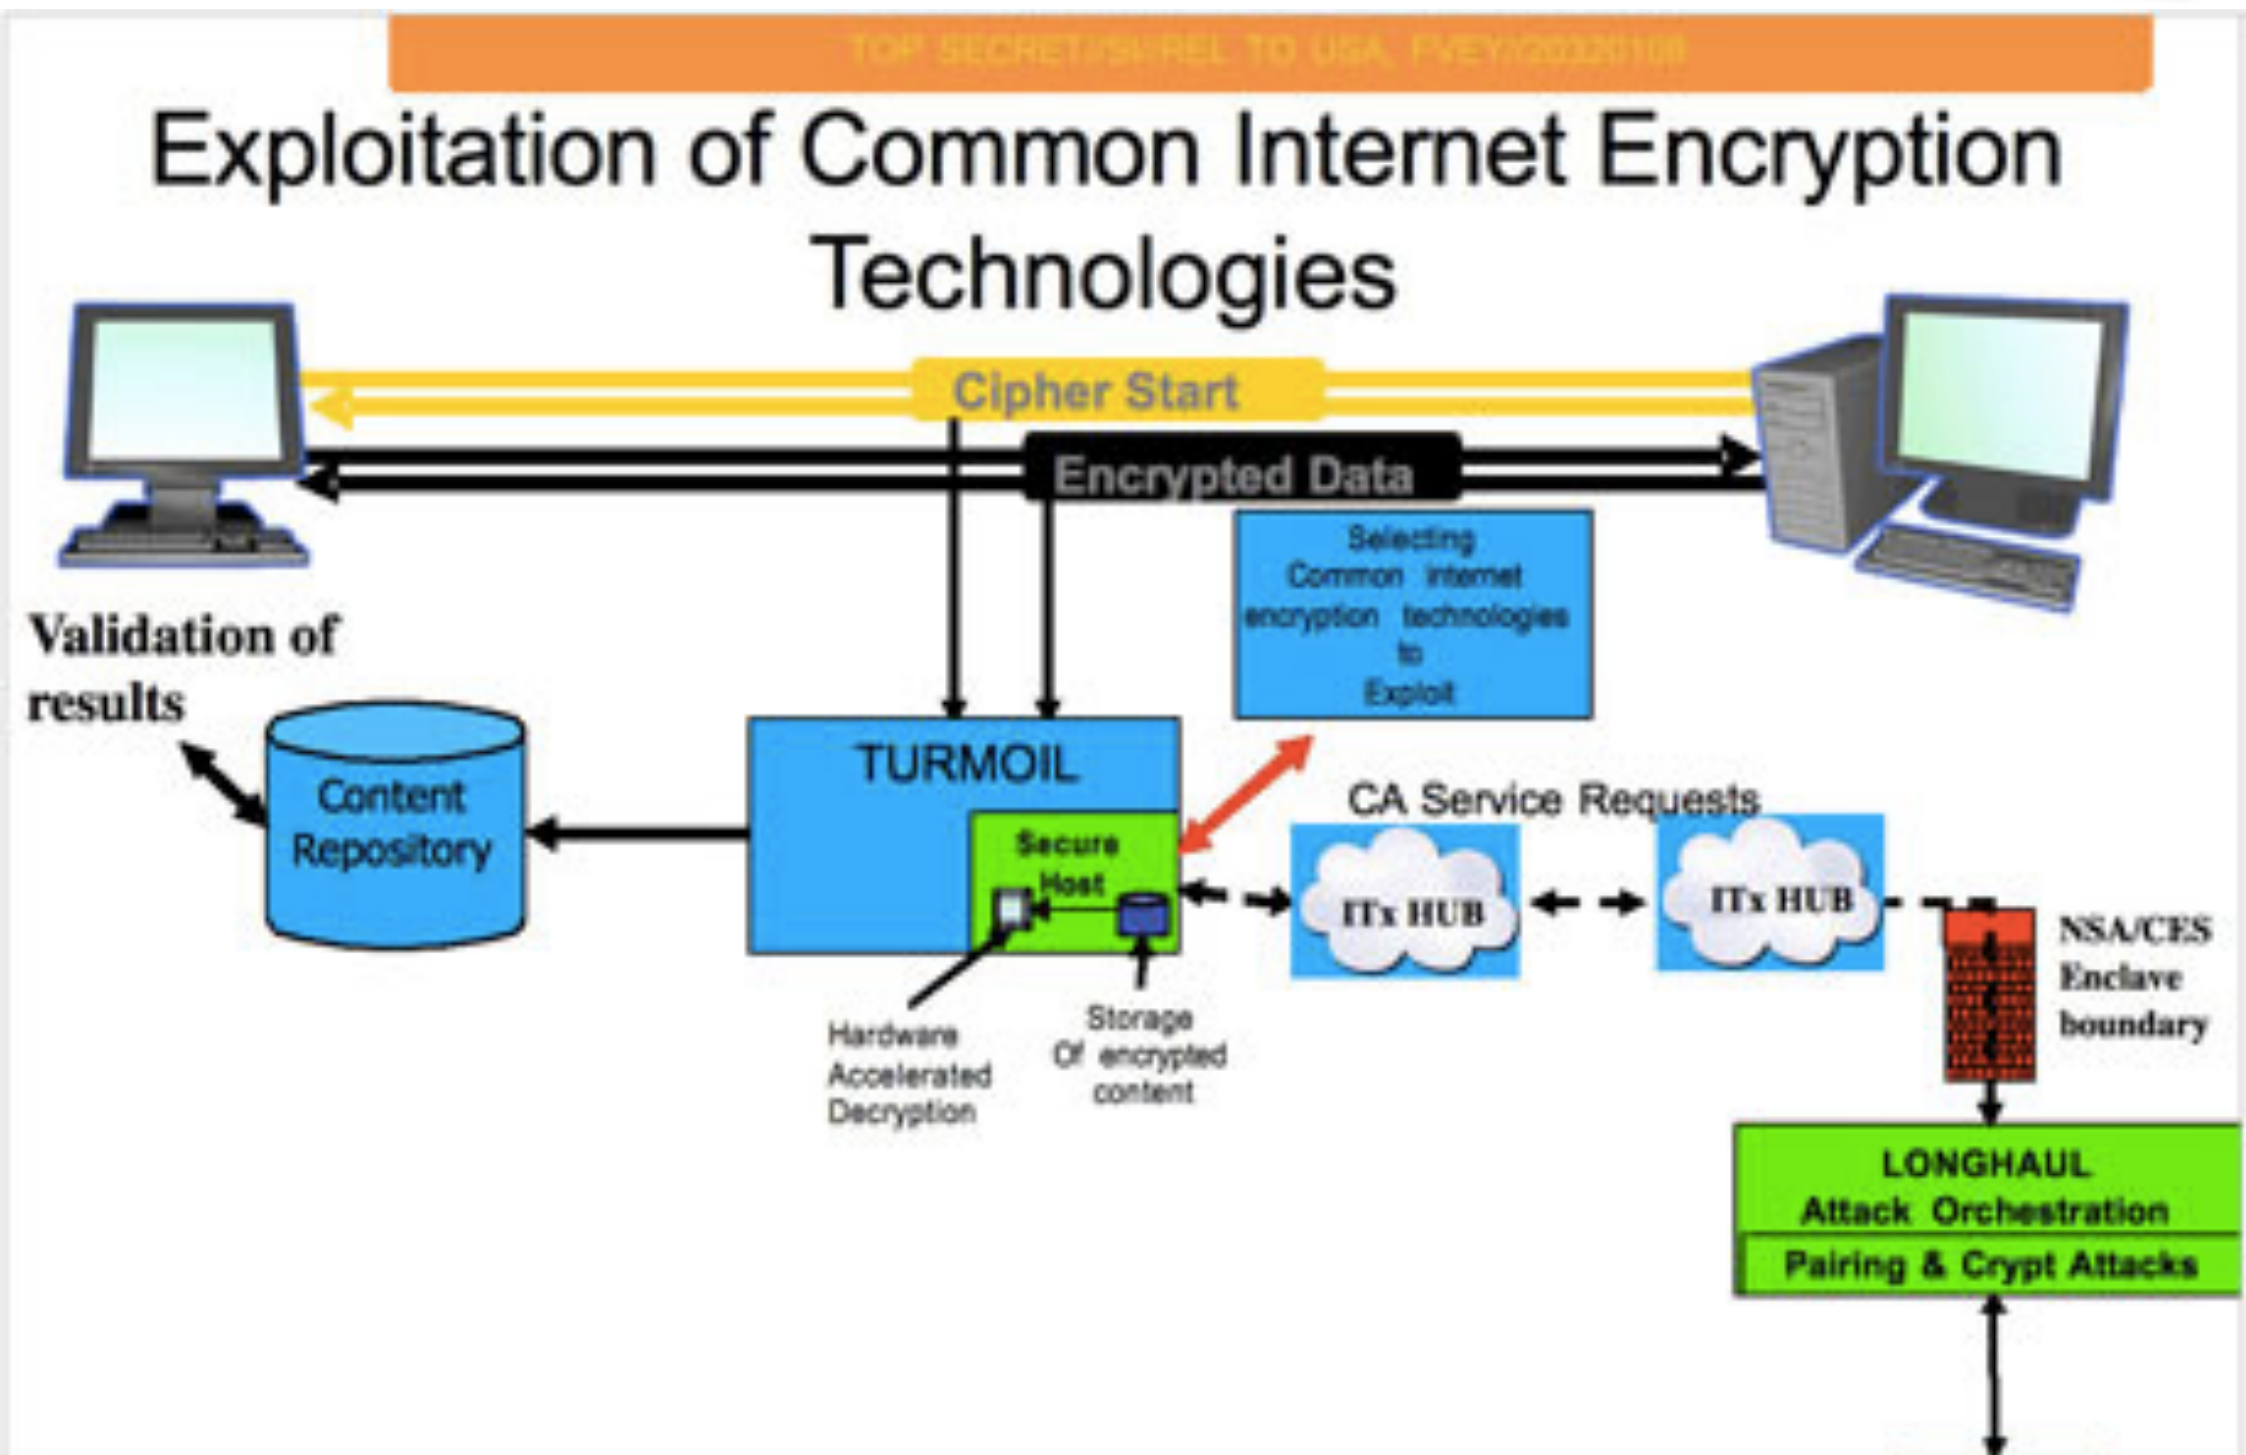 TOP SECRET//SI//REL TO USA, FVEY//20320108
Exploitation of Common Internet Encryption
Technologies
Cipher Start
Encrypted Data
Selecting
Common internet
encryption technologies
to
Exploit
Validation of
results
Content
Repository
TURMOIL
Secure
Host
CA Service Requests
ITx HUB
ITx HUB
NSA/CES
Enclave
boundary
Hardware
Accelerated
Decryption
Storage
Of encrypted
content
LONGHAUL
Attack Orchestration
Pairing & Crypt Attacks